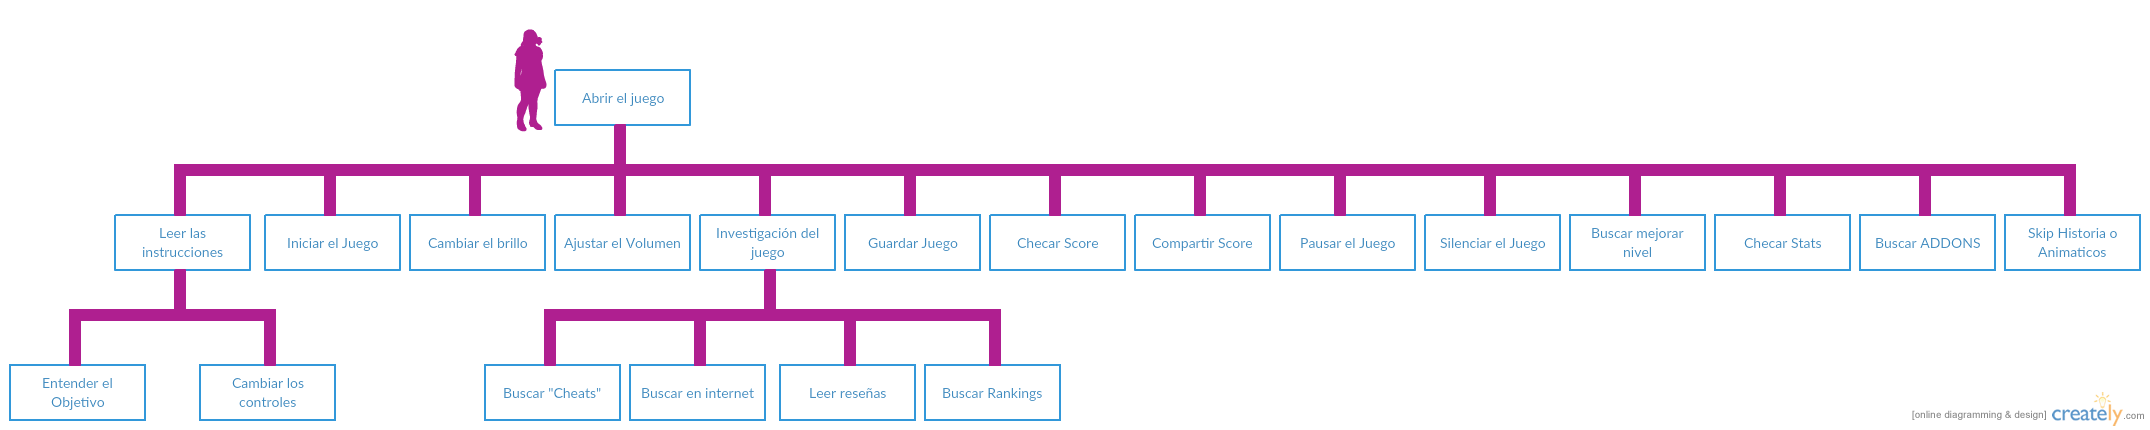 Abrir el juego
Leer las
instrucciones
Iniciar el Juego
Cambiar el brillo
Ajustar el Volumen
Investigación del
juego
Guardar Juego
Checar Score
Compartir Score
Pausar el Juego
Silenciar el Juego
Buscar mejorar
nivel
Checar Stats
Buscar ADDONS
Skip Historia o
Animaticos
Entender el
Objetivo
Cambiar los
controles
Buscar "Cheats"
Buscar en internet
Leer reseñas
Buscar Rankings
[online diagramming & design] creately.com